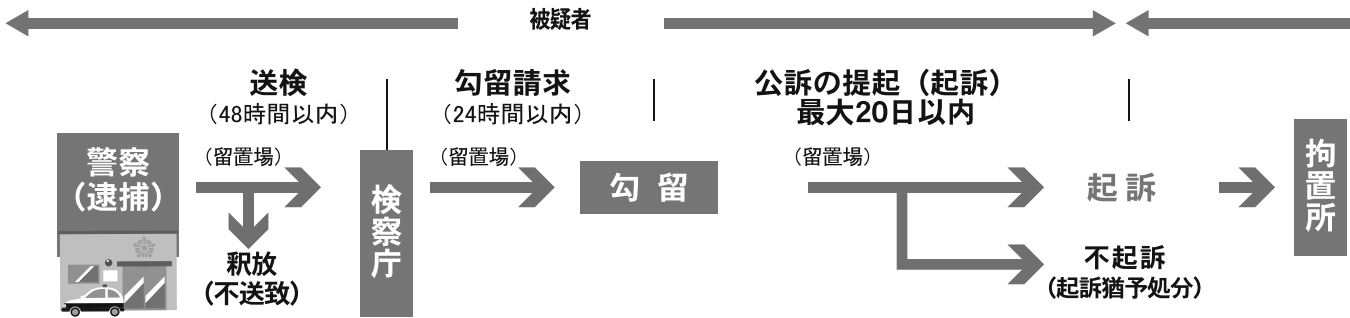 被疑者
送検
（48時間以内）
（留置場）
勾留請求
（24時間以内）
（留置場）
公訴の提起（起訴）
最大20日以内
（留置場）
警察
（逮捕）
検察庁
勾留
起訴
拘置所
釈放
（不送致）
不起訴
（起訴猶予処分）